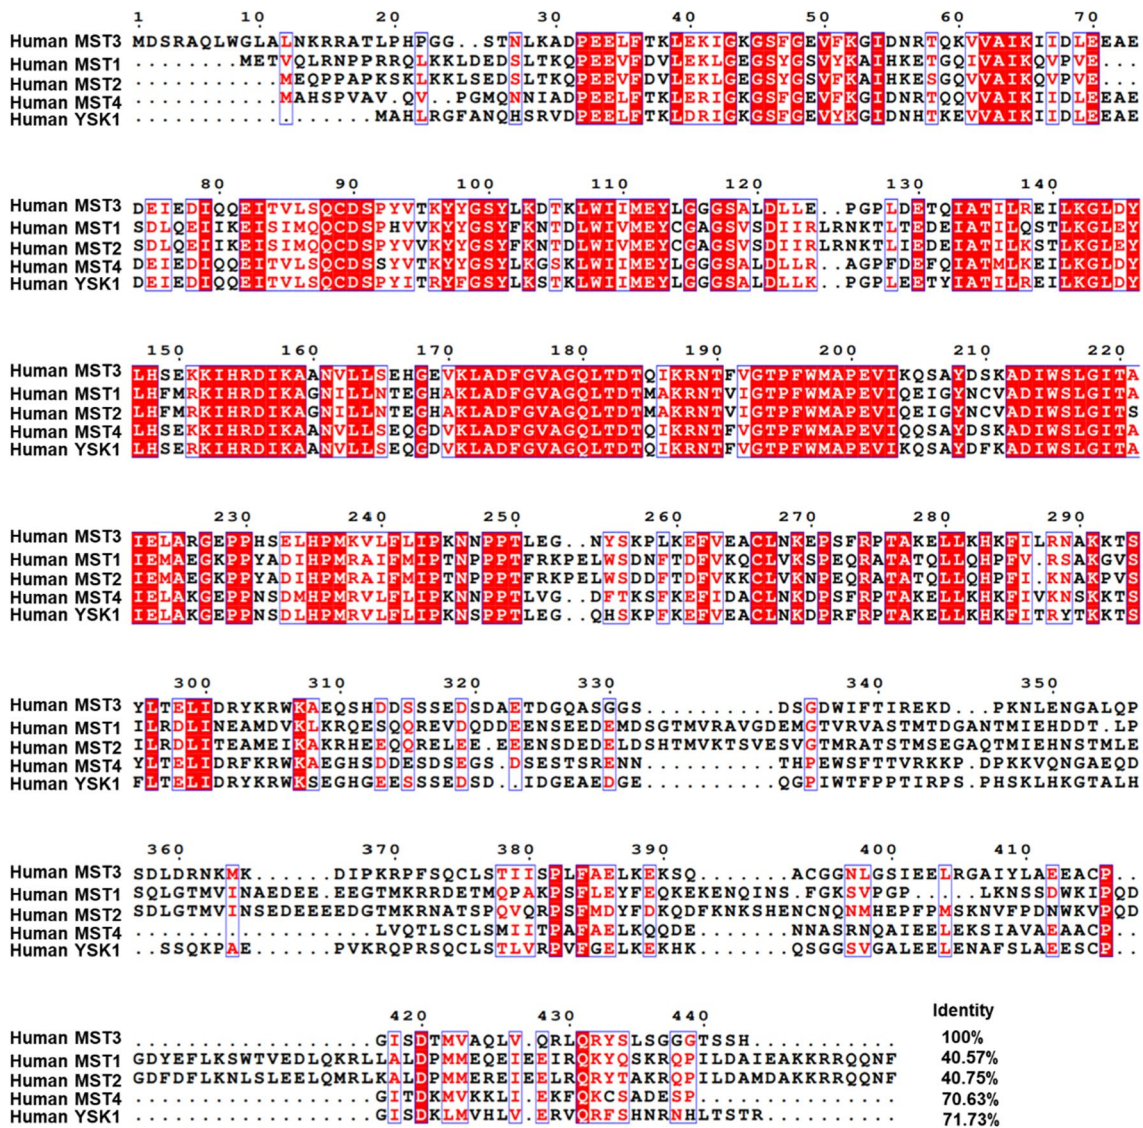 1 10 20 30 40 50 60 70
Human MST3 MDSRAQLWGLALNKRRATLPHPGG..STNLKADPEELFTKLEKIGKGSFGEVFKGIDNRTQKVVAIKIIDLEEAE
Human MST1 ........METVQLRNPPRRQLKKLDEDSLTKQPEEVFDVLEKLGEGSYGSVYKAIHKETGQIVAIKQVPVE...
Human MST2 ...........MEQPPAPKSKLKKLSEDSLTKQPEEVFDVLEKLGEGSYGSVFKAIHKESGQVVAIKQVPVE...
Human MST4 ...........MAHSPVAV.QV..PGMQNNIADPEELFTKLERIGKGSFGEVFKGIDNRTQQVVAIKIIDLEEAE
Human YSK1 ..................MAHLRGFANQHSRVDPEELFTKLDRIGKGSFGEVYKGIDNHTKEVVAIKIIDLEEAE
80 90 100 110 120 130 140
Human MST3 DEIEDIQQEITVLSQCDSPYVTKYYGSYLKDTKLWIIMEYLGGGSALDLLE..PGPLDETQIATILREILKGLDY
Human MST1 SDLQEIIKEISIMQQCDSPHVVKYYGSYFKNTDLWIVMEYCGAGSVSDIIRLRNKTLTEDEIATILQSTLKGLEY
Human MST2 SDLQEIIKEISIMQQCDSPYVVKYYGSYFKNTDLWIVMEYCGAGSVSDIIRLRNKTLIEDEIATILKSTLKGLEY
Human MST4 DEIEDIQQEITVLSQCDSSYVTKYYGSYLKGSKLWIIMEYLGGGSALDLLR..AGPFDEFQIATMLKEILKGLDY
Human YSK1 DEIEDIQQEITVLSQCDSPYITRYFGSYLKSTKLWIIMEYLGGGSALDLLK..PGPLEETYIATILREILKGLDY
150 160 170 180 190 200 210 220
Human MST3 LHSEKKIHRDIKAANVLLSEHGEVKLADFGVAGQLTDTQIKRNTFVGTPFWMAPEVIKQSAYDSKADIWSLGITA
Human MST1 LHFMRKIHRDIKAGNILLNTEGHAKLADFGVAGQLTDTMAKRNTVIGTPFWMAPEVIQEIGYNCVADIWSLGITA
Human MST2 LHFMRKIHRDIKAGNILLNTEGHAKLADFGVAGQLTDTMAKRNTVIGTPFWMAPEVIQEIGYNCVADIWSLGITS
Human MST4 LHSEKKIHRDIKAANVLLSEQGDVKLADFGVAGQLTDTQIKRNTFVGTPFWMAPEVIQQSAYDSKADIWSLGITA
Human YSK1 LHSERKIHRDIKAANVLLSEQGDVKLADFGVAGQLTDTQIKRNTFVGTPFWMAPEVIKQSAYDFKADIWSLGITA
230 240 250 260 270 280 290
Human MST3 IELARGEPPHSELHPMKVLFLIPKNNPPTLEG..NYSKPLKEFVEACLNKEPSFRPTAKELLKHKFILRNAKKTS
Human MST1 IEMAEGKPPYADIHPMRAIFMIPTNPPPTFRKPELWSDNFTDFVKQCLVKSPEQRATATQLLQHPFV.RSAKGVS
Human MST2 IEMAEGKPPYADIHPMRAIFMIPTNPPPTFRKPELWSDDFTDFVKKCLVKNPEQRATATQLLQHPFI.KNAKPVS
Human MST4 IELAKGEPPNSDMHPMRVLFLIPKNNPPTLVG..DFTKSFKEFIDACLNKDPSFRPTAKELLKHKFIVKNSKKTS
Human YSK1 IELAKGEPPNSDLHPMRVLFLIPKNSPPTLEG..QHSKPFKEFVEACLNKDPRFRPTAKELLKHKFITRYTKKTS
300 310 320 330 340 350
Human MST3 YLTELIDRYKRWKAEQSHDDSSSEDSDAETDGQASGGS..........DSGDWIFTIREKD...PKNLENGALQP
Human MST1 ILRDLINEAMDVKLKRQESQQREVDQDDEENSEEDEMDSGTMVRAVGDEMGTVRVASTMTDGANTMIEHDDT.LP
Human MST2 ILRDLITEAMEIKAKRHEEQQRELEE.EEENSDEDELDSHTMVKTSVESVGTMRATSTMSEGAQTMIEHNSTMLE
Human MST4 YLTELIDRFKRWKAEGHSDDESDSEGS.DSESTSRENN..........THPEWSFTTVRKKP.DPKKVQNGAEQD
Human YSK1 FLTELIDRYKRWKSEGHGEESSSEDSD..IDGEAEDGE..........QGPIWTFPPTIRPS.PHSKLHKGTALH
360 370 380 390 400 410
Human MST3 SDLDRNKMK.......DIPKRPFSQCLSTIISPLFAELKEKSQ......ACGGNLGSIEELRGAIYLAEEACP..
Human MST1 SQLGTMVINAEDEE.EEGTMKRRDETMQPAKPSFLEYFEQKEKENQINS.FGKSVPGP...LKNSSDWKIPQD
Human MST2 SDLGTMVINSEDEEEEDGTMKRNATSPQVQRPSFMDYFDKQDFKNKSHENCNQNMHEPFPMSKNVFPDNWKVPQD
Human MST4 ..............LVQTLSCLSMIITPAFAELKQQDE......NNASRNQAIEELEKSIAVAEAACP..
Human YSK1 ..SSQKPAE......PVKRQPRSQCLSTLVRPVFGELKEKHK......QSGGSVGALEELENAFSLAEESCP..
420 430 440
Human MST3 ..................GISDTMVAQLV.QRLQRYSLSGGGTSSH...........
Human MST1 GDYEFLKSWTVEDLQKRLLALDPMMEQEIEEIRQKYQSKRQPILDAIEAKKRRQQNF
Human MST2 GDFDFLKNLSLEELQMRLKALDPMMEREIEELRQRYTAKRQPILDAMDAKKRRQQNF
Human MST4 ..................GITDKMVKKLI.EKFQKCSADESP...............
Human YSK1 ..................GISDKLMVHLV.ERVQRFSHNRNHLTSTR..........
Identity
100%
40.57%
40.75%
70.63%
71.73%